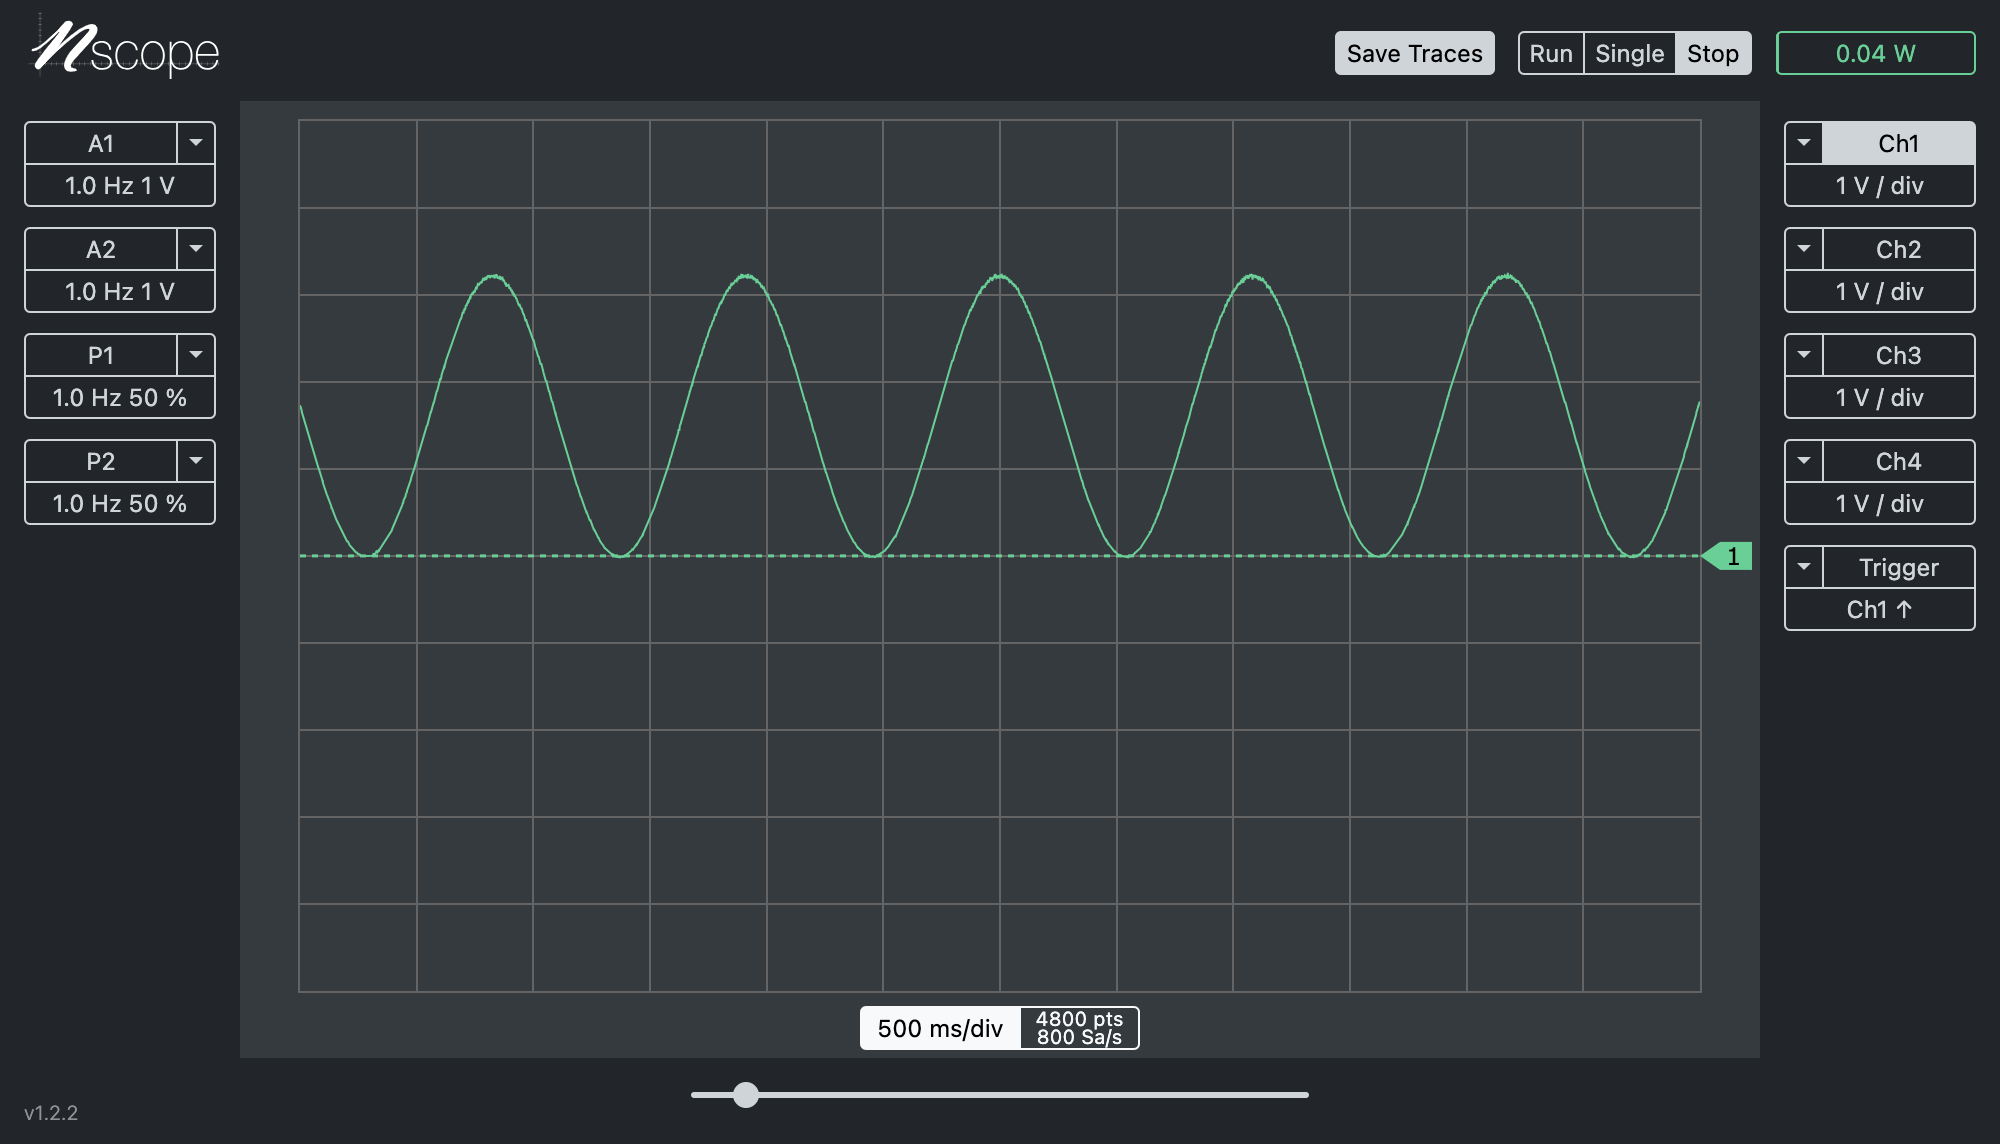 nscope
Save Traces
Run
Single
Stop
0.04 W
A1
1.0 Hz 1 V
A2
1.0 Hz 1 V
P1
1.0 Hz 50 %
P2
1.0 Hz 50 %
Ch1
1 V / div
Ch2
1 V / div
Ch3
1 V / div
Ch4
1 V / div
Trigger
Ch1 ↑
1
500 ms/div
4800 pts
800 Sa/s
v1.2.2